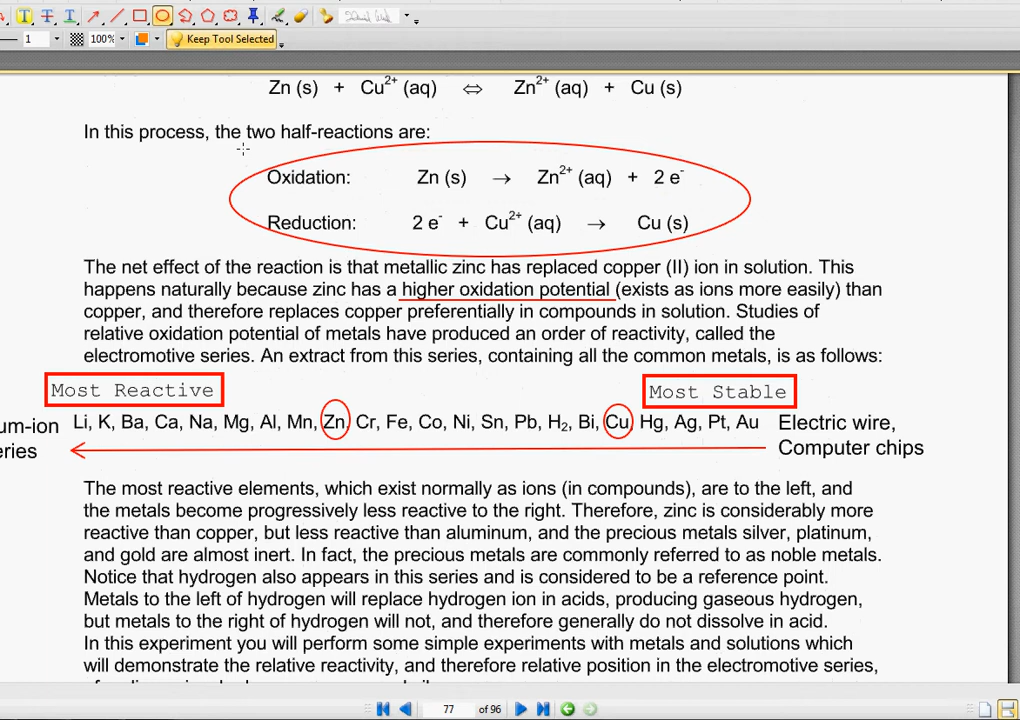 1 100% Keep Tool Selected
Zn (s) + Cu2+ (aq) ⇔ Zn2+ (aq) + Cu (s)
In this process, the two half-reactions are:
Oxidation: Zn (s) → Zn2+ (aq) + 2 e-
Reduction: 2 e- + Cu2+ (aq) → Cu (s)
The net effect of the reaction is that metallic zinc has replaced copper (II) ion in solution. This
happens naturally because zinc has a higher oxidation potential (exists as ions more easily) than
copper, and therefore replaces copper preferentially in compounds in solution. Studies of
relative oxidation potential of metals have produced an order of reactivity, called the
electromotive series. An extract from this series, containing all the common metals, is as follows:
Most Reactive Most Stable
um-ion Li, K, Ba, Ca, Na, Mg, Al, Mn, Zn, Cr, Fe, Co, Ni, Sn, Pb, H2, Bi, Cu, Hg, Ag, Pt, Au Electric wire,
eries Computer chips
The most reactive elements, which exist normally as ions (in compounds), are to the left, and
the metals become progressively less reactive to the right. Therefore, zinc is considerably more
reactive than copper, but less reactive than aluminum, and the precious metals silver, platinum,
and gold are almost inert. In fact, the precious metals are commonly referred to as noble metals.
Notice that hydrogen also appears in this series and is considered to be a reference point.
Metals to the left of hydrogen will replace hydrogen ion in acids, producing gaseous hydrogen,
but metals to the right of hydrogen will not, and therefore generally do not dissolve in acid.
In this experiment you will perform some simple experiments with metals and solutions which
will demonstrate the relative reactivity, and therefore relative position in the electromotive series,
77 of 96